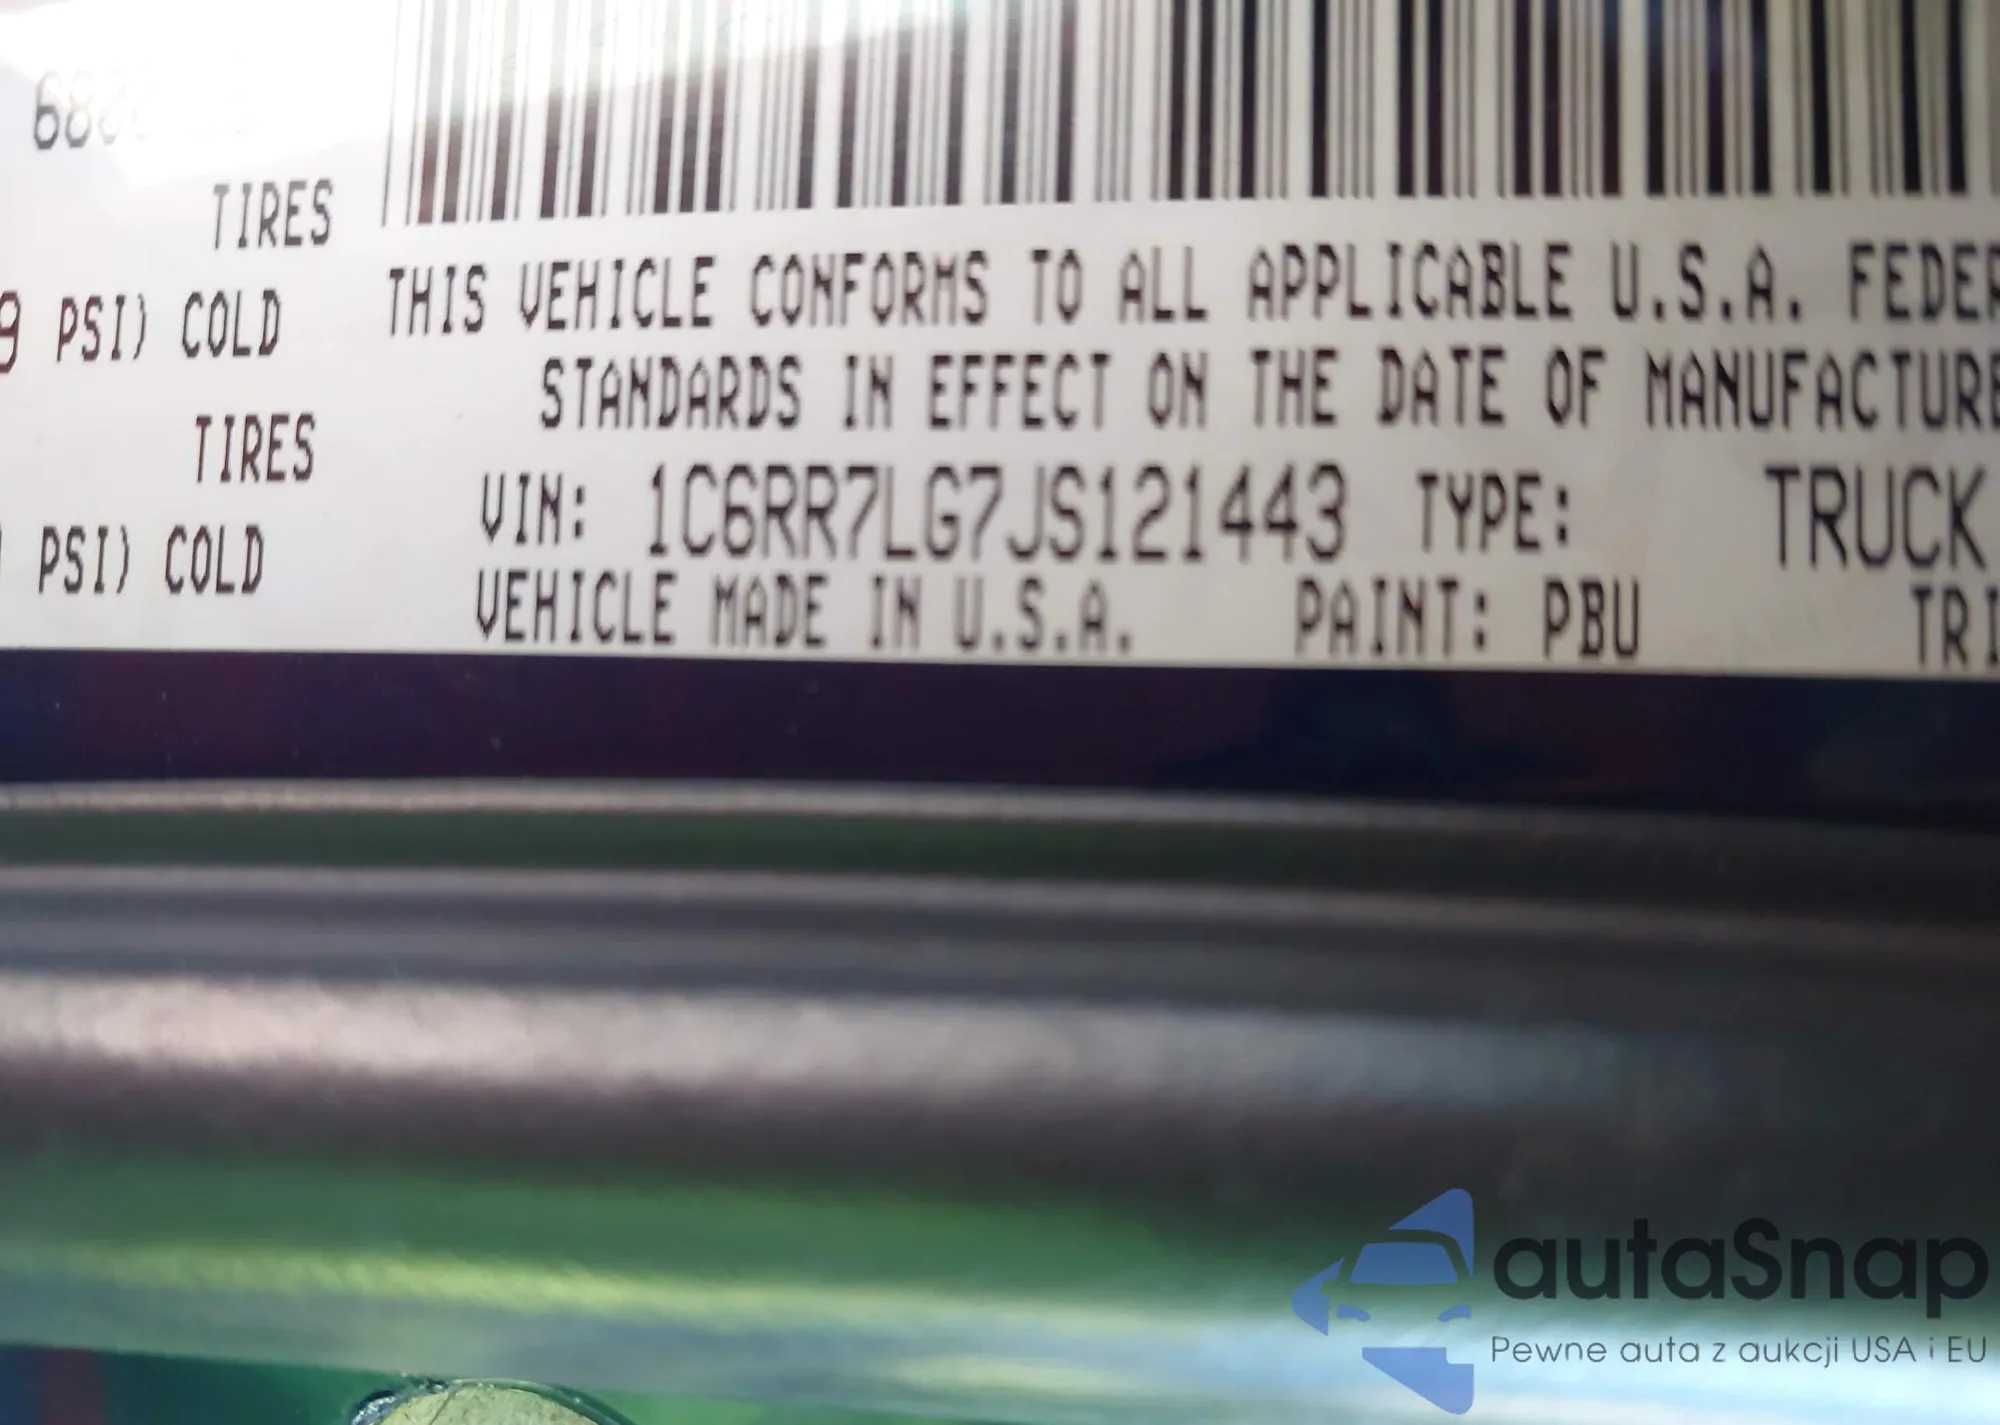 TIRES
PSI) COLD
TIRES
PSI) COLD
THIS VEHICLE CONFORMS TO ALL APPLICABLE U.S.A. FEDER
STANDARDS IN EFFECT ON THE DATE OF MANUFACTURE
VIN: 1C6RR7LG7JS121443 TYPE: TRUCK
VEHICLE MADE IN U.S.A. PAINT: PBU TRI
autaSnap
Pewne auta z aukcji USA i EU